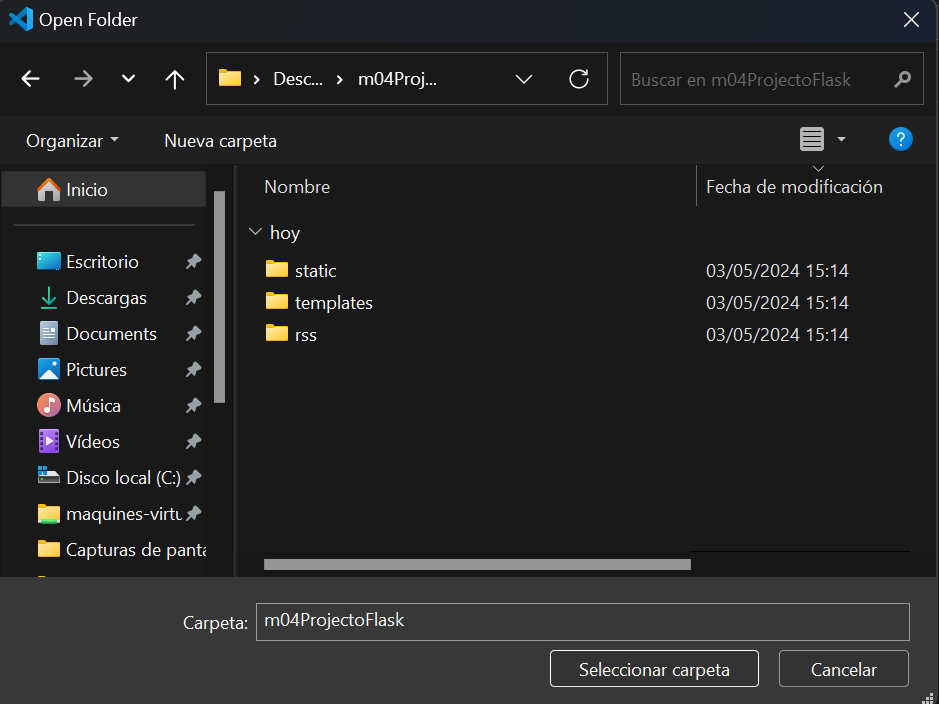 Open Folder
Desc... m04Proj...
Buscar en m04ProjectoFlask
Organizar Nueva carpeta
?
Inicio
Escritorio
Descargas
Documents
Pictures
Música
Vídeos
Disco local (C:)
maquines-virtu
Capturas de panta
Nombre Fecha de modificación
hoy
static 03/05/2024 15:14
templates 03/05/2024 15:14
rss 03/05/2024 15:14
Carpeta: m04ProjectoFlask
Seleccionar carpeta Cancelar